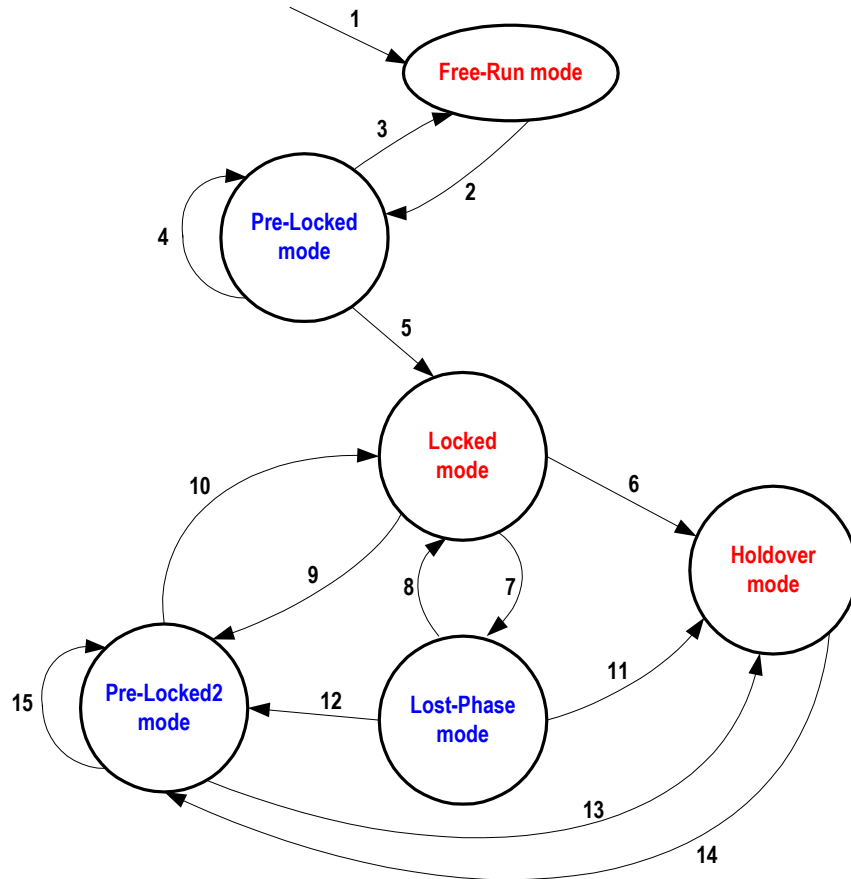 1
Free-Run mode
3
2
Pre-Locked
mode
4
5
Locked
mode
10
6
Holdover
mode
9
8
7
Pre-Locked2
mode
15
12
Lost-Phase
mode
11
13
14